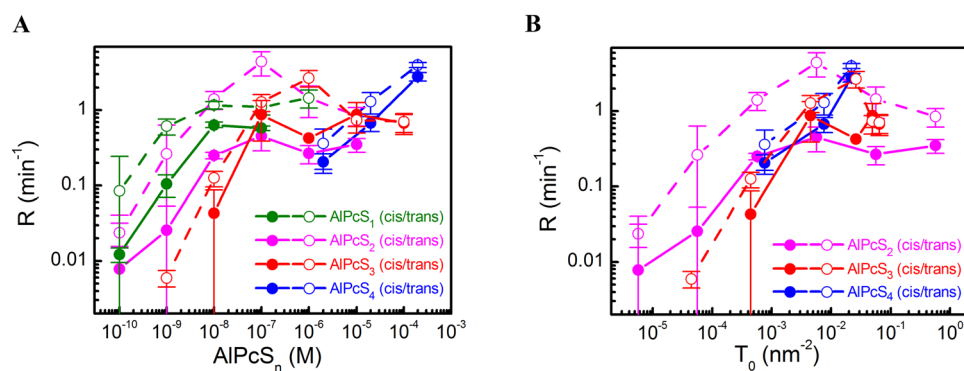 A
R (min⁻¹)
1
0.1
0.01
AlPcS₁ (cis/trans)
AlPcS₂ (cis/trans)
AlPcS₃ (cis/trans)
AlPcS₄ (cis/trans)
10⁻¹⁰ 10⁻⁹ 10⁻⁸ 10⁻⁷ 10⁻⁶ 10⁻⁵ 10⁻⁴ 10⁻³
AlPcSₙ (M)
B
R (min⁻¹)
1
0.1
0.01
AlPcS₂ (cis/trans)
AlPcS₃ (cis/trans)
AlPcS₄ (cis/trans)
10⁻⁵ 10⁻⁴ 10⁻³ 10⁻² 10⁻¹ 10⁰
T₀ (nm⁻²)